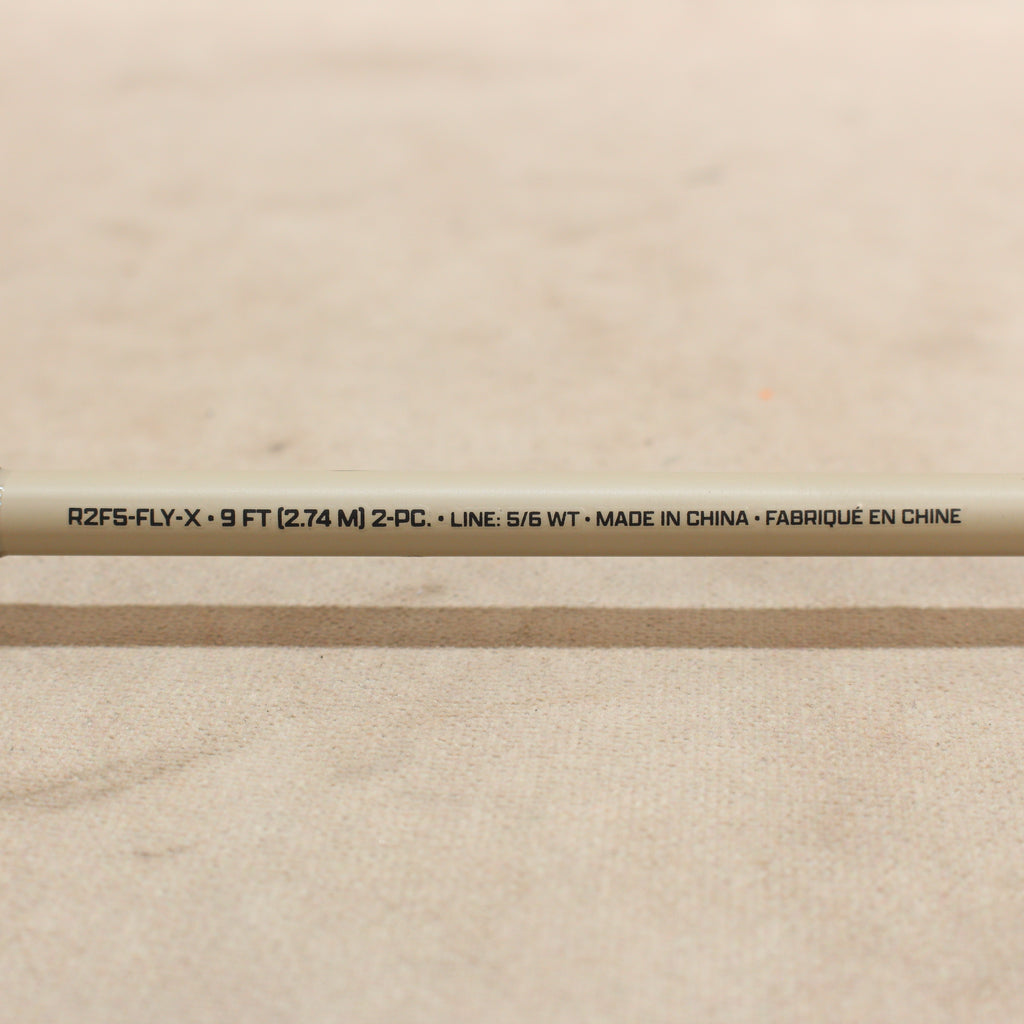 R2F5-FLY-X • 9 FT (2.74 M) 2-PC. • LINE: 5/6 WT • MADE IN CHINA • FABRIQUÉ EN CHINE